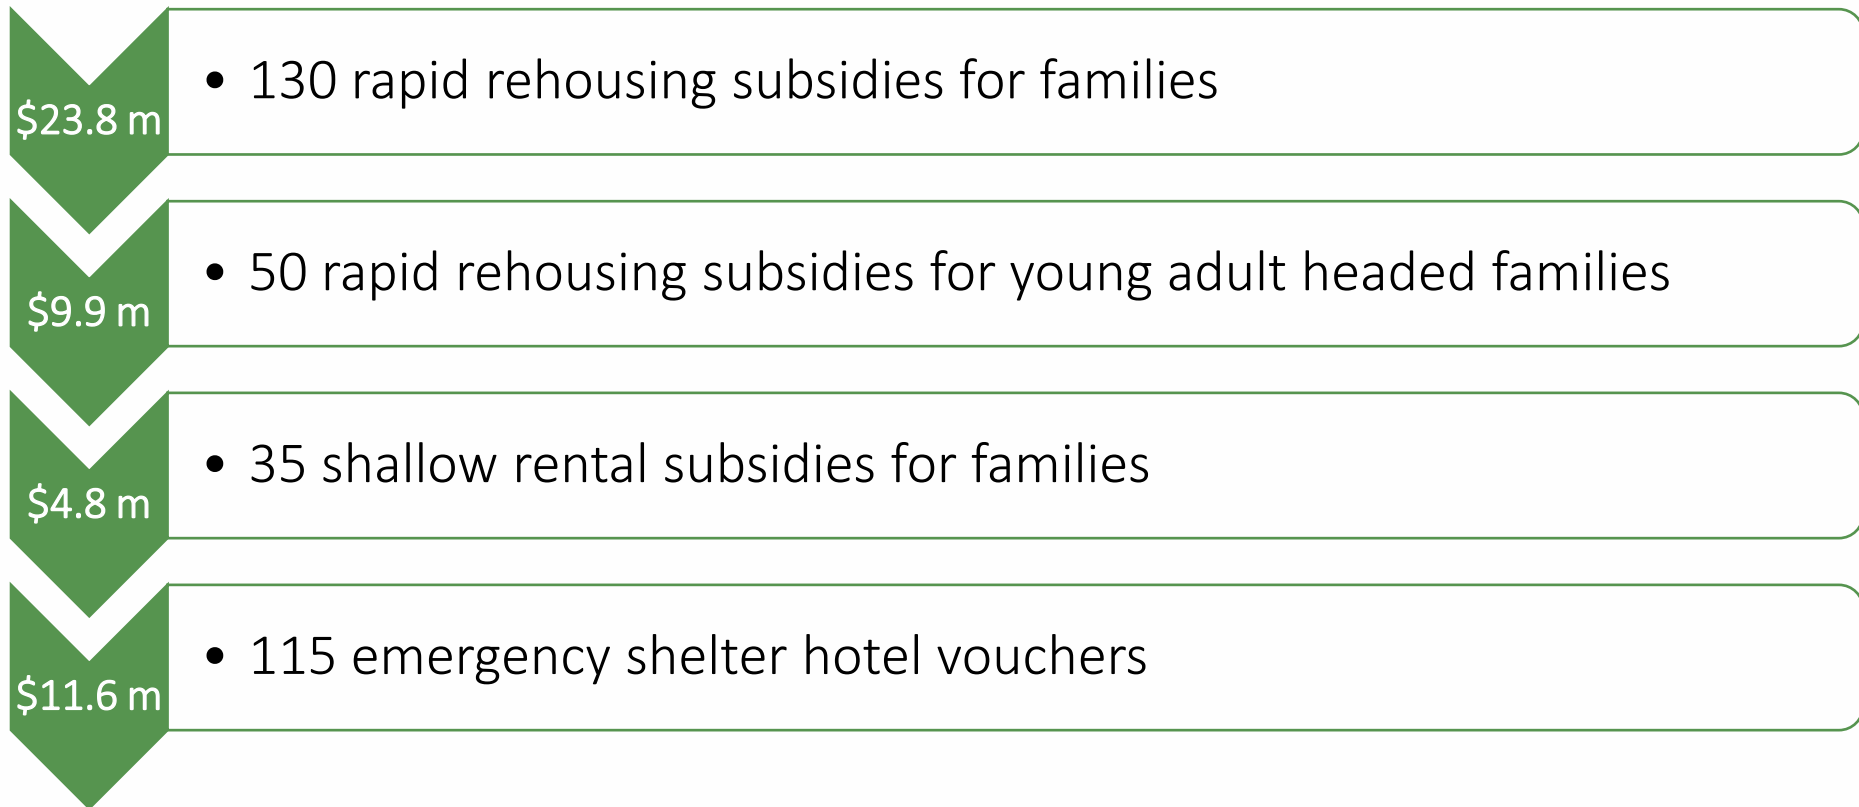 $23.8 m
• 130 rapid rehousing subsidies for families
$9.9 m
• 50 rapid rehousing subsidies for young adult headed families
$4.8 m
• 35 shallow rental subsidies for families
$11.6 m
• 115 emergency shelter hotel vouchers